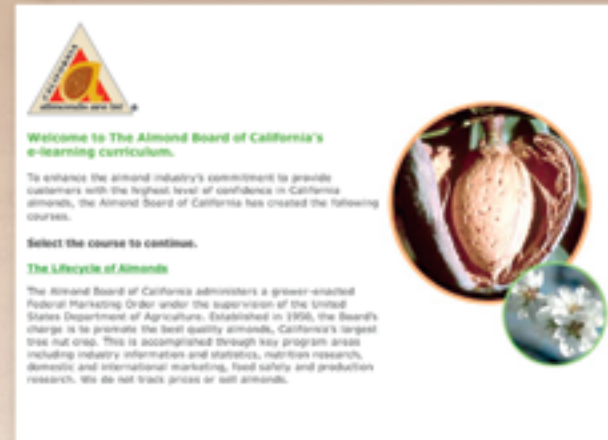 CALIFORNIA
almonds are in!
Welcome to The Almond Board of California's
e-learning curriculum.
To enhance the almond industry's commitment to provide
customers with the highest level of confidence in California
almonds, the Almond Board of California has created the following
courses.
Select the course to continue.
The Lifecycle of Almonds
The Almond Board of California administers a grower-enacted
Federal Marketing Order under the supervision of the United
States Department of Agriculture. Established in 1950, the Board's
charge is to promote the best quality almonds, California's largest
tree nut crop. This is accomplished through key program areas
including industry information and statistics, nutrition research,
domestic and international marketing, food safety and production
research. We do not track prices or sell almonds.